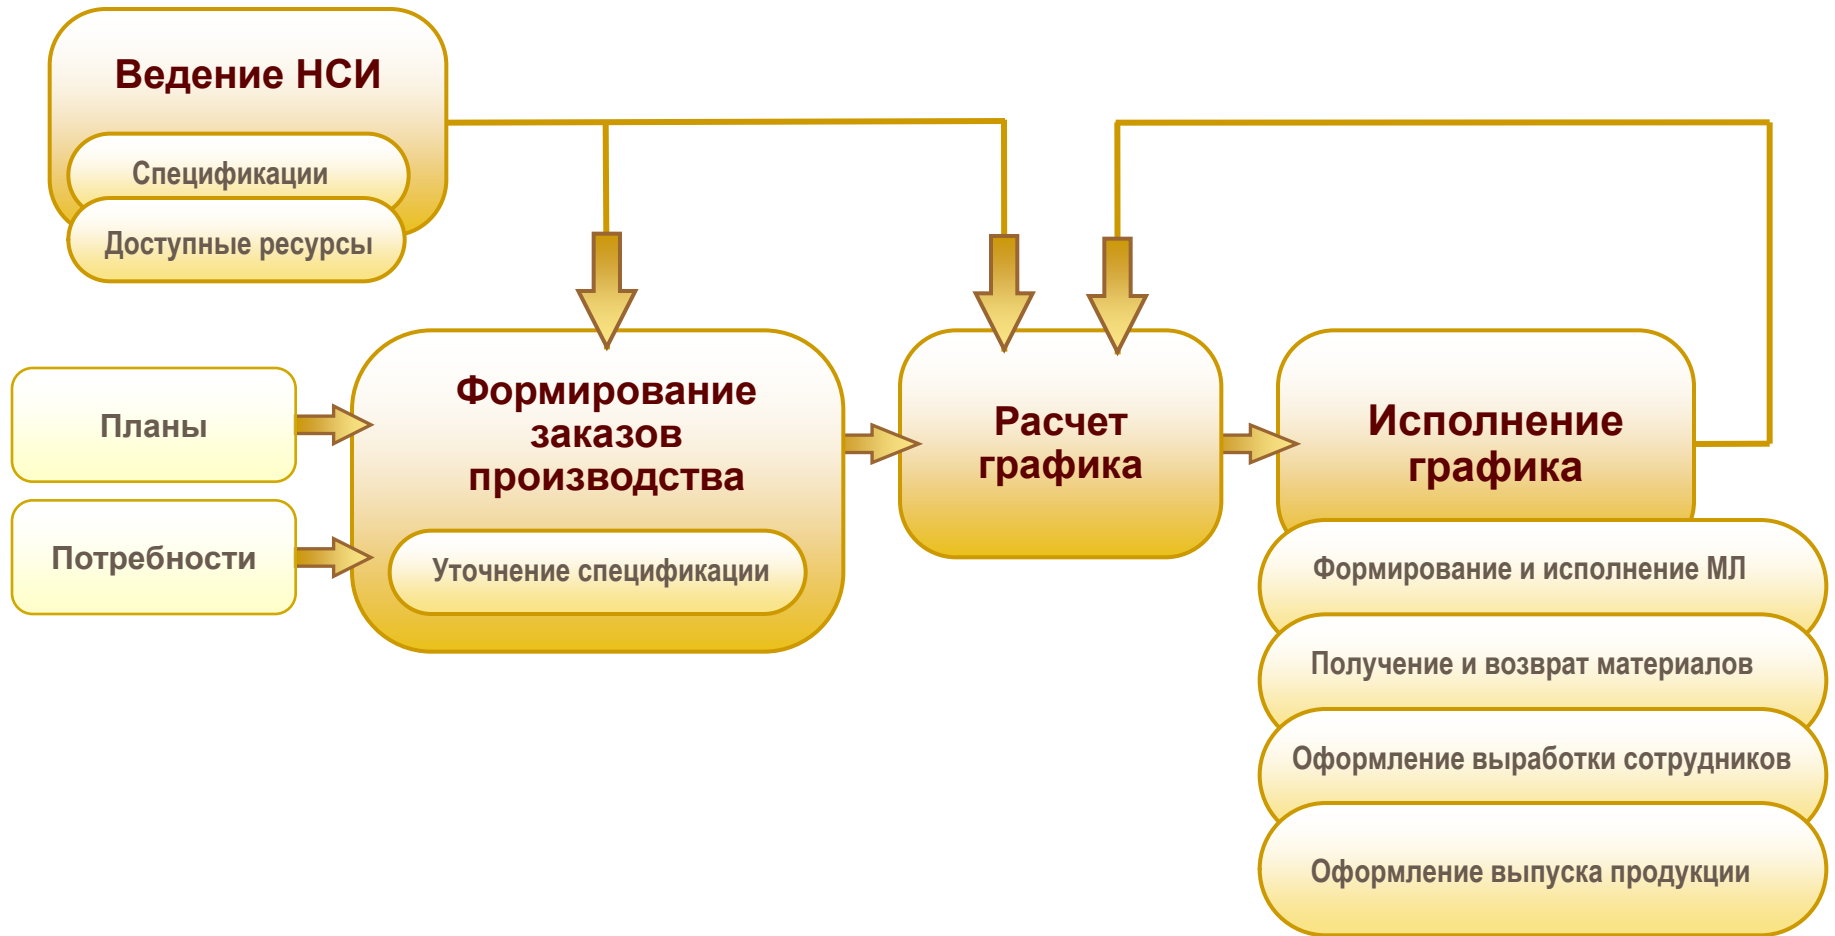 Ведение НСИ
Спецификации
Доступные ресурсы
Планы
Потребности
Формирование
заказов
производства
Уточнение спецификации
Расчет
графика
Исполнение
графика
Формирование и исполнение МЛ
Получение и возврат материалов
Оформление выработки сотрудников
Оформление выпуска продукции